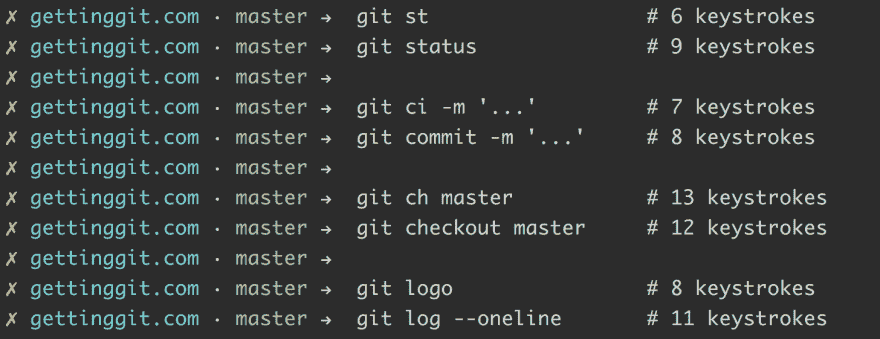 ✗ gettinggit.com · master → git st # 6 keystrokes
✗ gettinggit.com · master → git status # 9 keystrokes
✗ gettinggit.com · master →
✗ gettinggit.com · master → git ci -m '...' # 7 keystrokes
✗ gettinggit.com · master → git commit -m '...' # 8 keystrokes
✗ gettinggit.com · master →
✗ gettinggit.com · master → git ch master # 13 keystrokes
✗ gettinggit.com · master → git checkout master # 12 keystrokes
✗ gettinggit.com · master →
✗ gettinggit.com · master → git logo # 8 keystrokes
✗ gettinggit.com · master → git log --oneline # 11 keystrokes